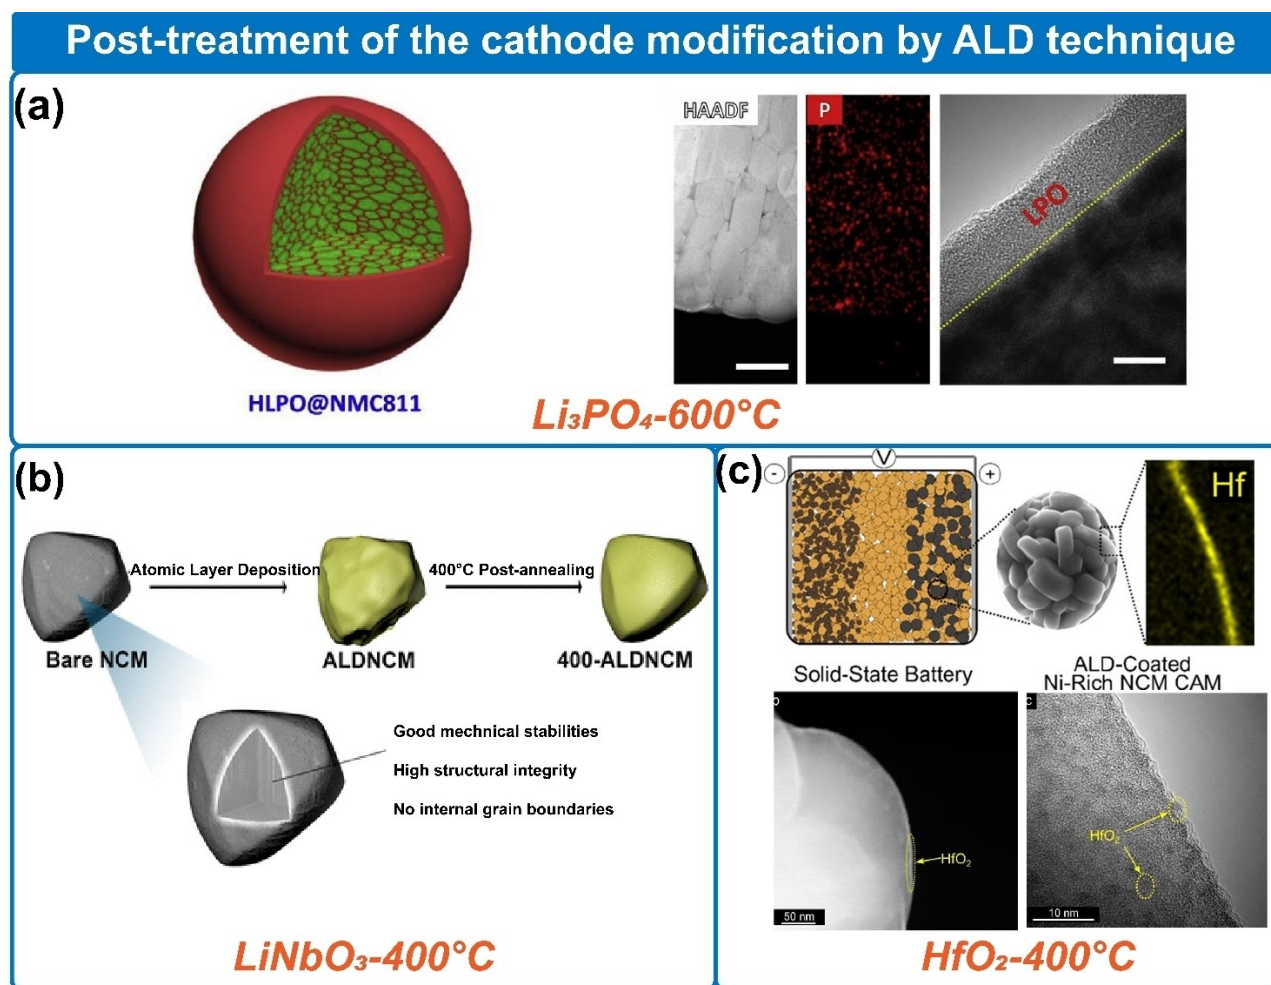 Post-treatment of the cathode modification by ALD technique
(a)
HAADF
P
LPO
HLPO@NMC811
Li₃PO₄-600°C
(b)
Bare NCM
Atomic Layer Deposition
ALDNCM
400°C Post-annealing
400-ALDNCM
Good mechnical stabilities
High structural integrity
No internal grain boundaries
LiNbO₃-400°C
(c)
-
V
+
Hf
Solid-State Battery
ALD-Coated
Ni-Rich NCM CAM
HfO₂
50 nm
c
HfO₂
10 nm
HfO₂-400°C